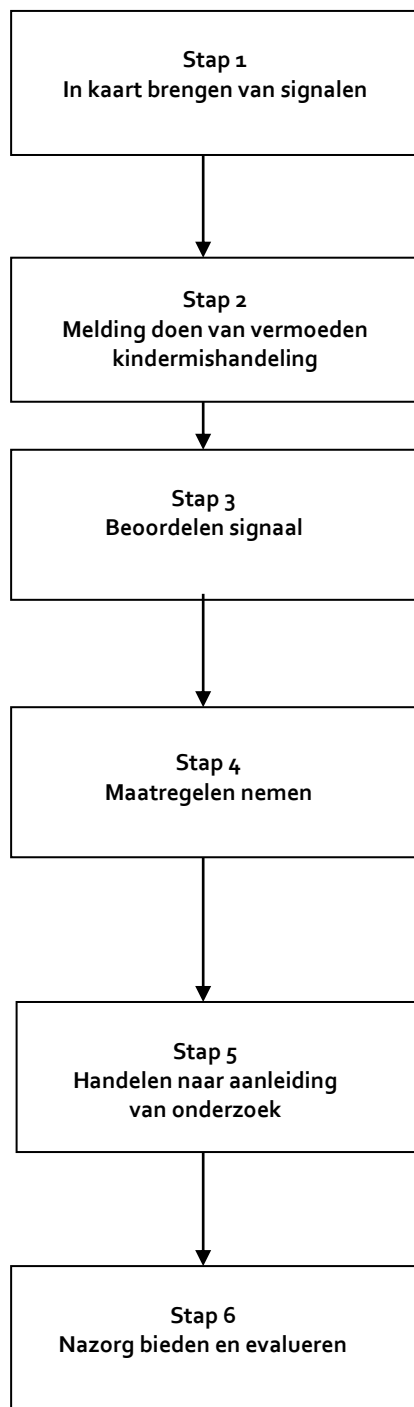 Stap 1
In kaart brengen van signalen
Stap 2
Melding doen van vermoeden
kindermishandeling
Stap 3
Beoordelen signaal
Stap 4
Maatregelen nemen
Stap 5
Handelen naar aanleiding
van onderzoek
Stap 6
Nazorg bieden en evalueren